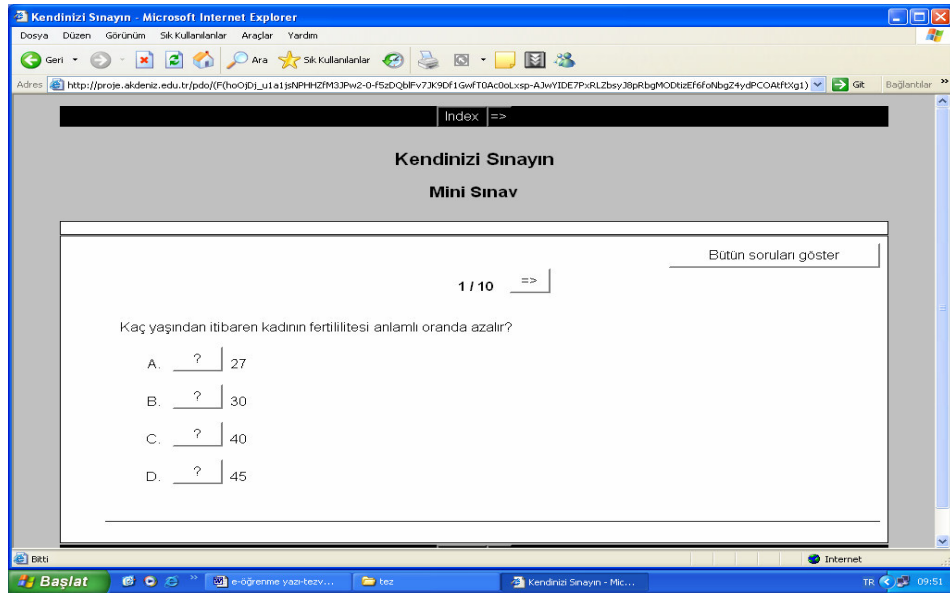 Kendinizi Sınayın - Microsoft Internet Explorer
Dosya Düzen Görünüm Sık Kullanılanlar Araçlar Yardım
Geri Ara Sık Kullanılanlar
Adres Git Bağlantılar »
Index =>
Kendinizi Sınayın
Mini Sınav
Bütün soruları göster
1 / 10 =>
Kaç yaşından itibaren kadının fertililitesi anlamlı oranda azalır?
A. ? 27
B. ? 30
C. ? 40
D. ? 45
Bitti Internet
Başlat » e-öğrenme yazı-tezv... tez Kendinizi Sınayın - Mic... TR 09:51